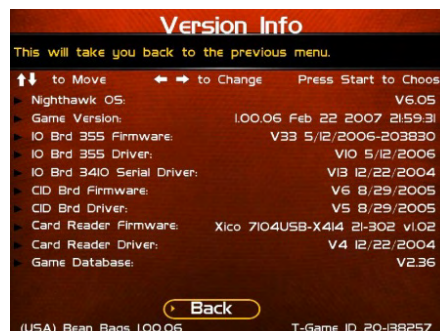 Version Info
This will take you back to the previous menu.
to Move to Change Press Start to Choos
Nighthawk OS: V6.05
Game Version: 1.00.06 Feb 22 2007 21:59:31
IO Brd 355 Firmware: V33 5/12/2006-203830
IO Brd 355 Driver: V10 5/12/2006
IO Brd 3410 Serial Driver: V13 12/22/2004
CID Brd Firmware: V6 8/29/2005
CID Brd Driver: V5 8/29/2005
Card Reader Firmware: Xico 7104USB-X414 21-302 v1.02
Card Reader Driver: V4 12/22/2004
Game Database: V2.36
Back
(USA) Bean Bags 1.00.06 T-Game ID 20-138257